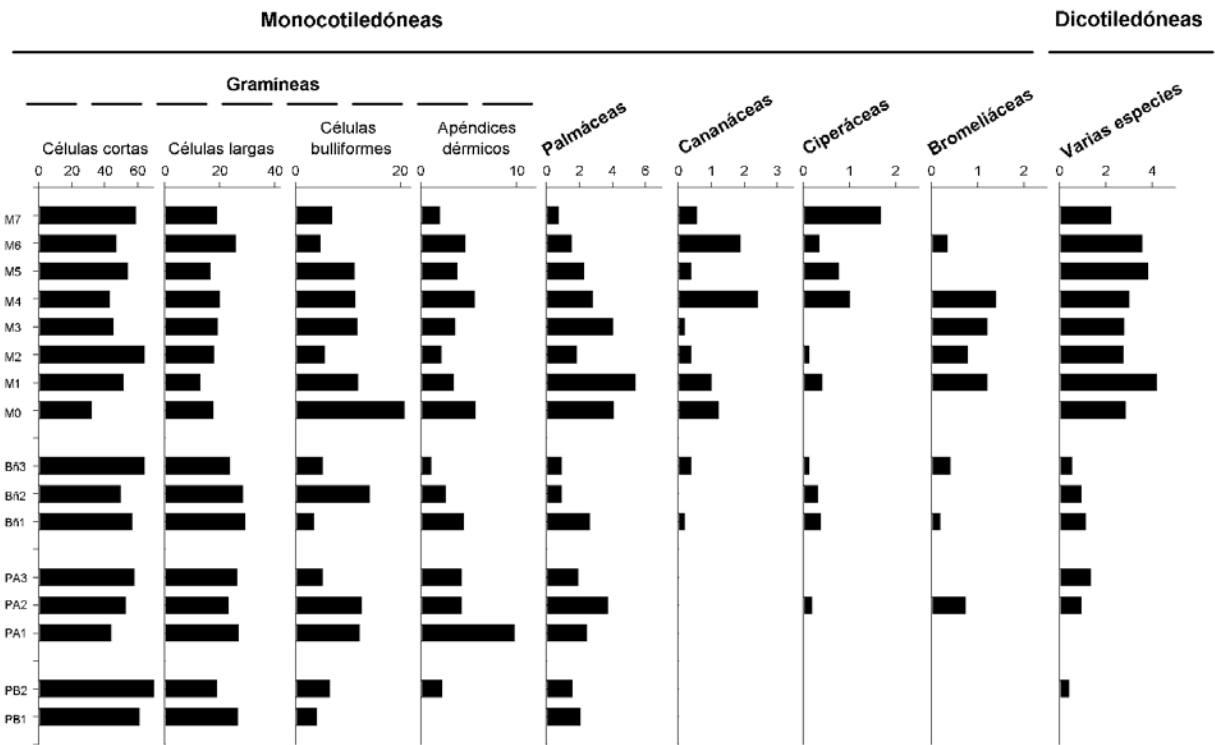 Monocotiledóneas
Dicotiledóneas
Gramíneas
Células cortas
Células largas
Células
bulliformes
Apéndices
dérmicos
Palmáceas
Cananáceas
Ciperáceas
Bromeliáceas
Varias especies
0 20 40 60
0 20 40
0 20
0 10
0 2 4 6
0 1 2 3
0 1 2
0 1 2
0 2 4
M7
M6
M5
M4
M3
M2
M1
M0
Bñ3
Bñ2
Bñ1
PA3
PA2
PA1
PB2
PB1